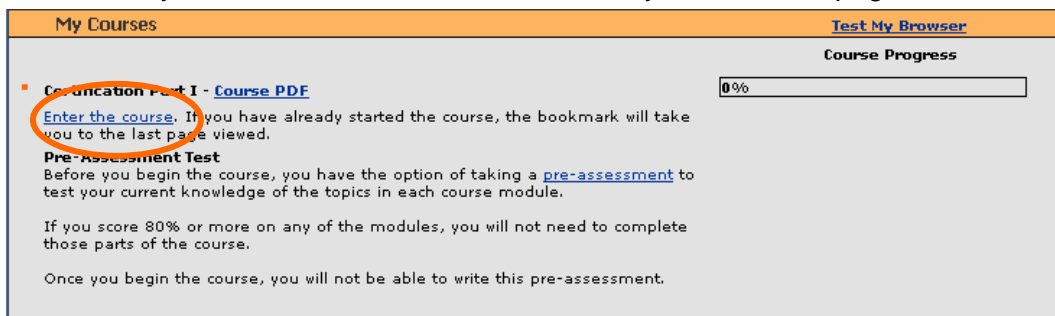 My Courses
Test My Browser
Course Progress
Certification Part I - Course PDF
0%
Enter the course. If you have already started the course, the bookmark will take
you to the last page viewed.
Pre-Assessment Test
Before you begin the course, you have the option of taking a pre-assessment to
test your current knowledge of the topics in each course module.
If you score 80% or more on any of the modules, you will not need to complete
those parts of the course.
Once you begin the course, you will not be able to write this pre-assessment.